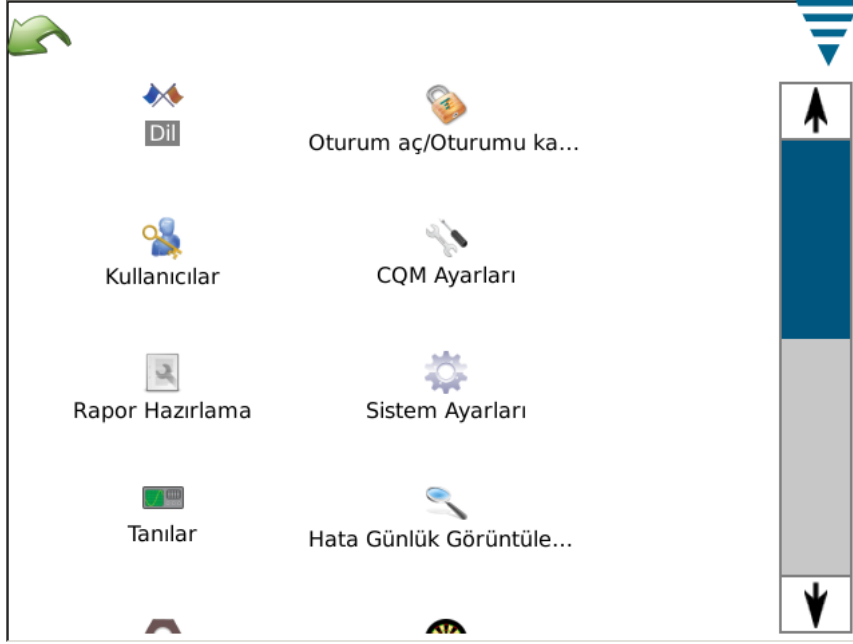 Dil
Oturum aç/Oturumu ka...
Kullanıcılar
CQM Ayarları
Rapor Hazırlama
Sistem Ayarları
Tanılar
Hata Günlük Görüntüle...